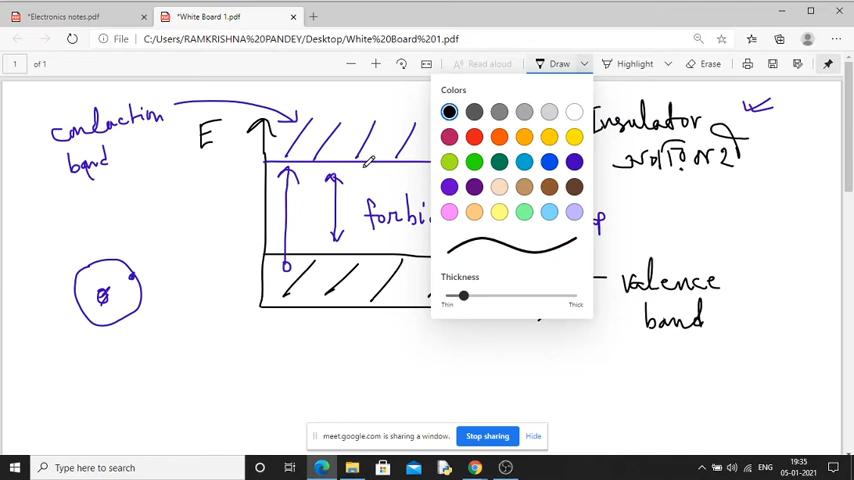 *Electronics notes.pdf
*White Board 1.pdf
File
C:/Users/RAMKRISHNA%20PANDEY/Desktop/White%20Board%201.pdf
1 of 1
Read aloud
Draw
Highlight
Erase
Colors
Thickness
Thin
Thick
conduction
band
E
Insulator
forbi
p
valence
band
meet.google.com is sharing a window.
Stop sharing
Hide
Type here to search
ENG
19:35
05-01-2021